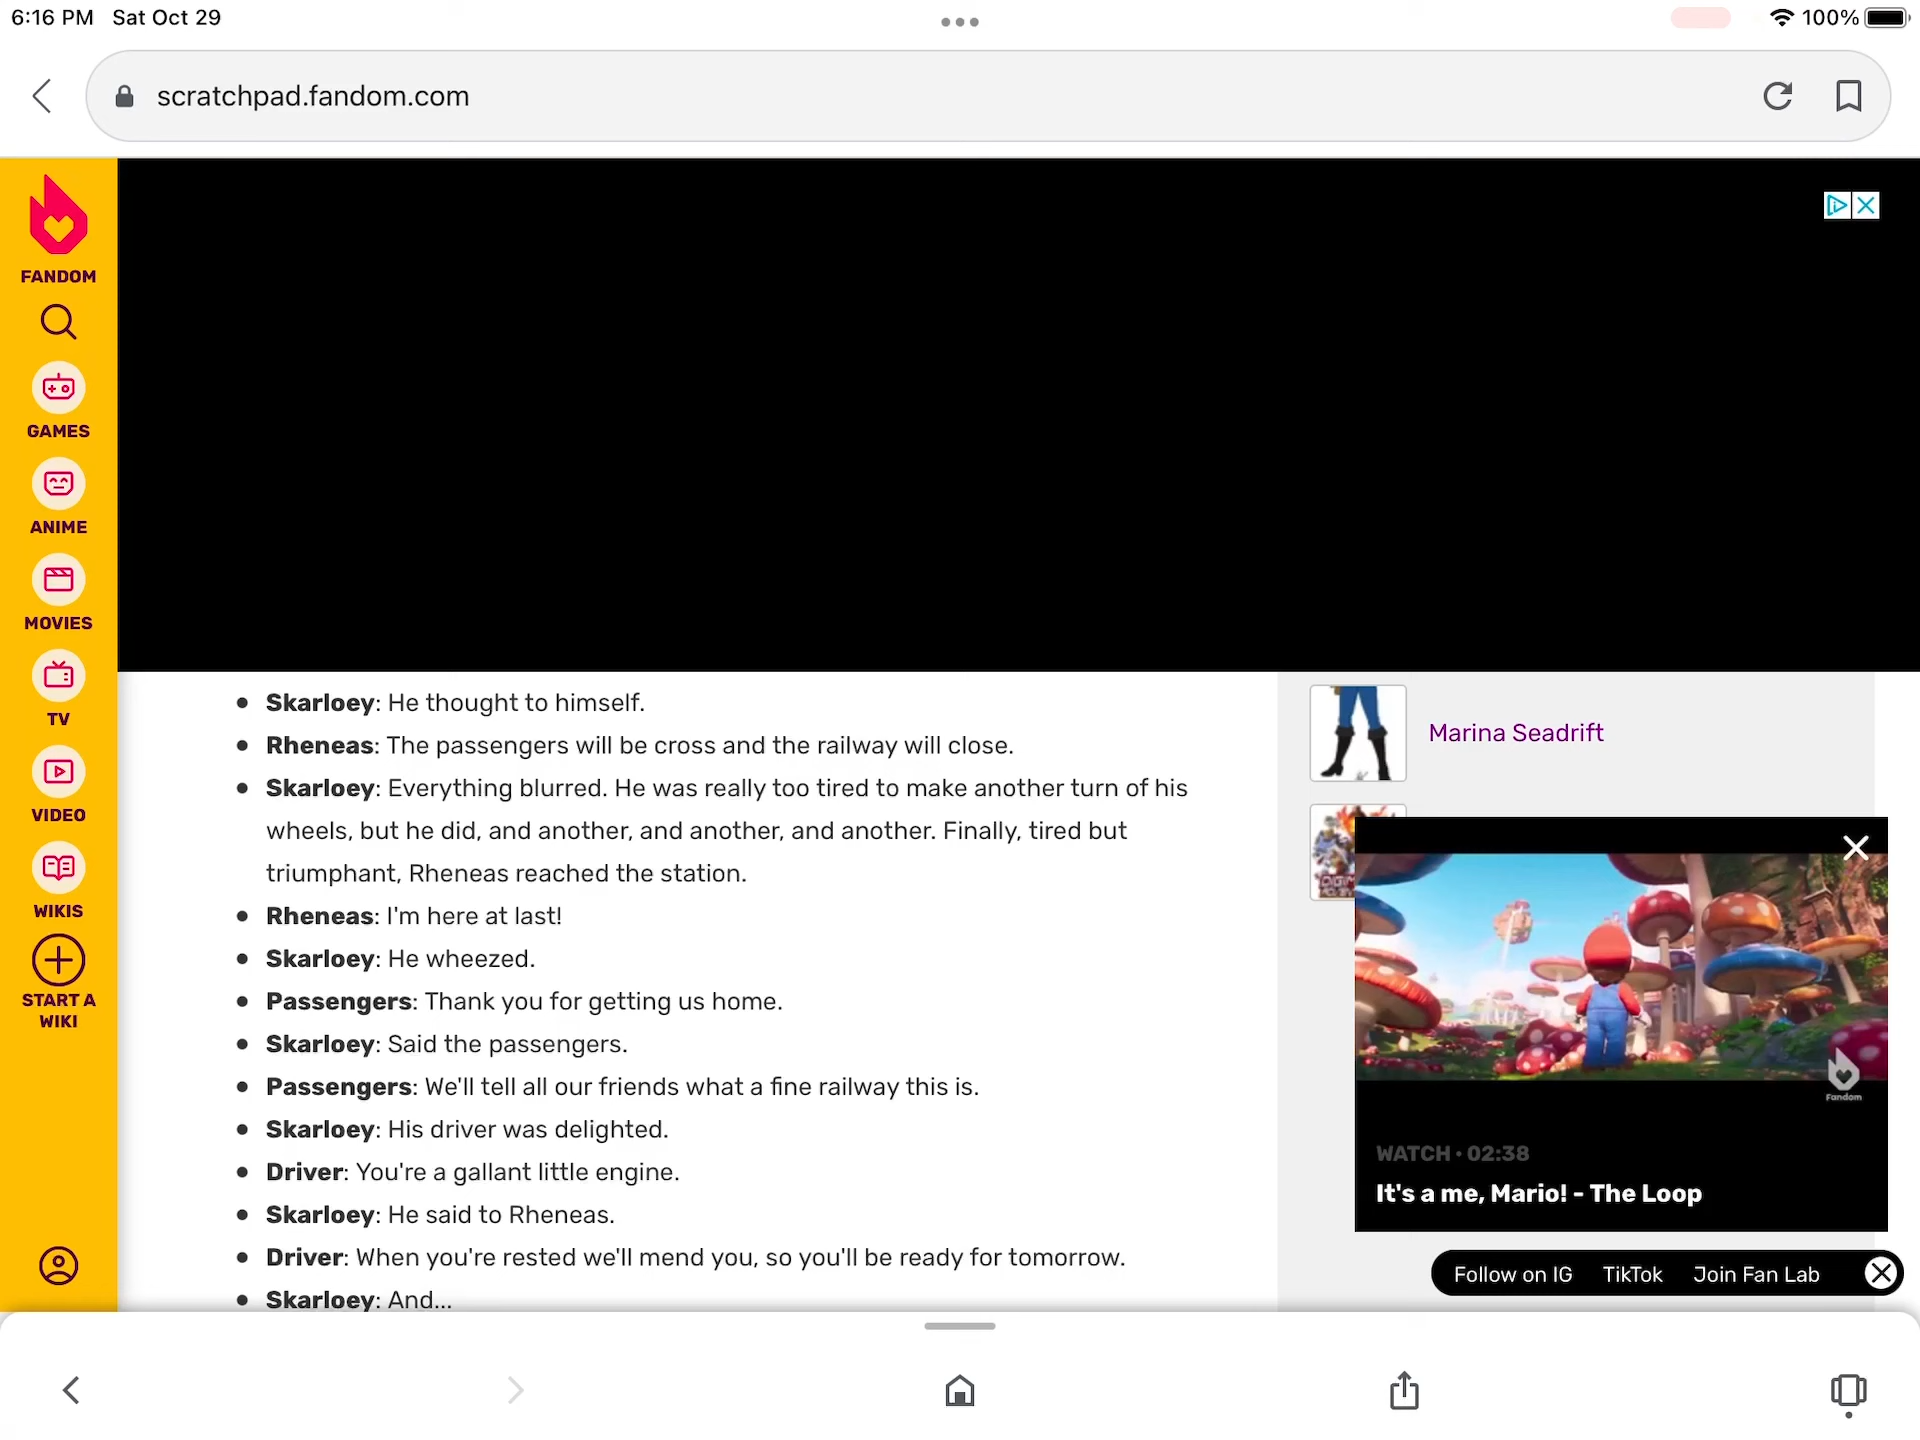 6:16 PM Sat Oct 29
100%
scratchpad.fandom.com
FANDOM
GAMES
ANIME
MOVIES
TV
VIDEO
WIKIS
START A
WIKI
Skarloey: He thought to himself.
Rheneas: The passengers will be cross and the railway will close.
Skarloey: Everything blurred. He was really too tired to make another turn of his
wheels, but he did, and another, and another, and another. Finally, tired but
triumphant, Rheneas reached the station.
Rheneas: I'm here at last!
Skarloey: He wheezed.
Passengers: Thank you for getting us home.
Skarloey: Said the passengers.
Passengers: We'll tell all our friends what a fine railway this is.
Skarloey: His driver was delighted.
Driver: You're a gallant little engine.
Skarloey: He said to Rheneas.
Driver: When you're rested we'll mend you, so you'll be ready for tomorrow.
Skarloey: And...
Marina Seadrift
Fandom
WATCH • 02:38
It's a me, Mario! - The Loop
Follow on IG TikTok Join Fan Lab